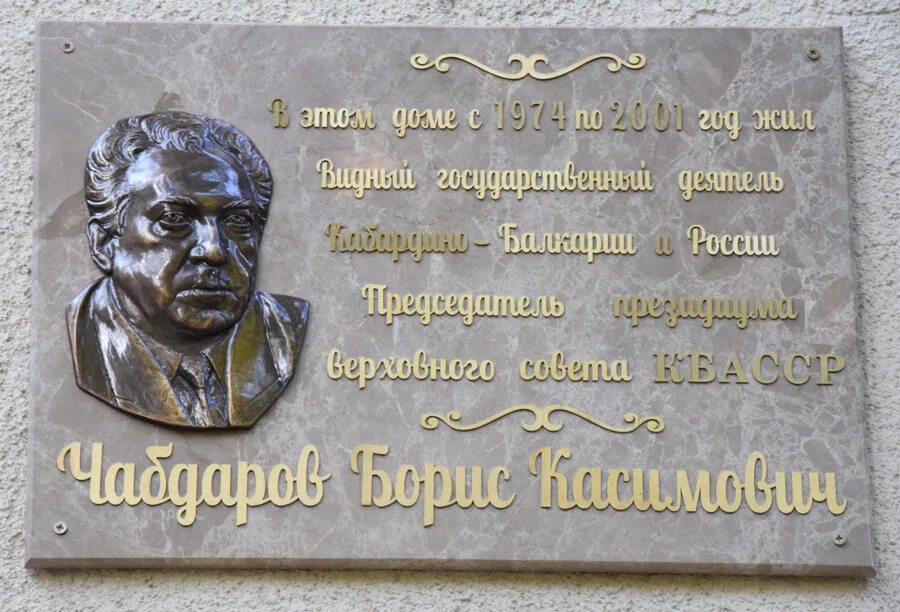 В этом доме с 1974 по 2001 год жил
Видный государственный деятель
Кабардино - Балкарии и России
Председатель президиума
верховного совета КБАССР
Чабдаров Борис Касимович